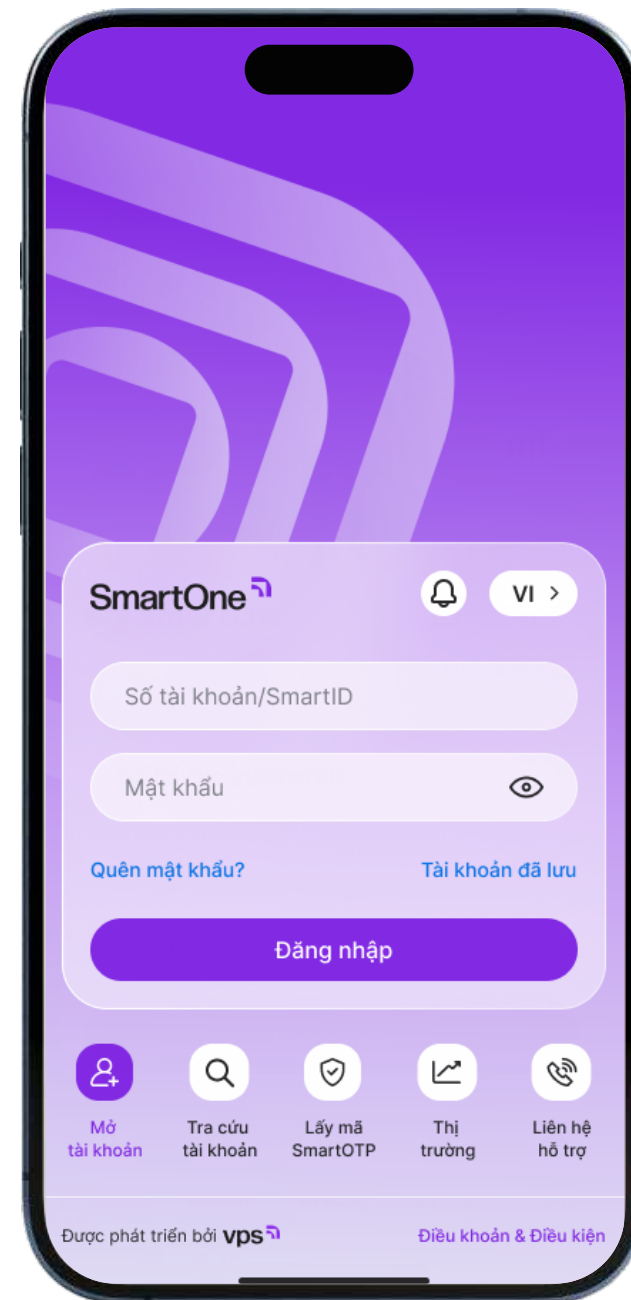 SmartOne
VI
Số tài khoản/SmartID
Mật khẩu
Quên mật khẩu?
Tài khoản đã lưu
Đăng nhập
Mở
tài khoản
Tra cứu
tài khoản
Lấy mã
SmartOTP
Thị
trường
Liên hệ
hỗ trợ
Được phát triển bởi vps
Điều khoản & Điều kiện